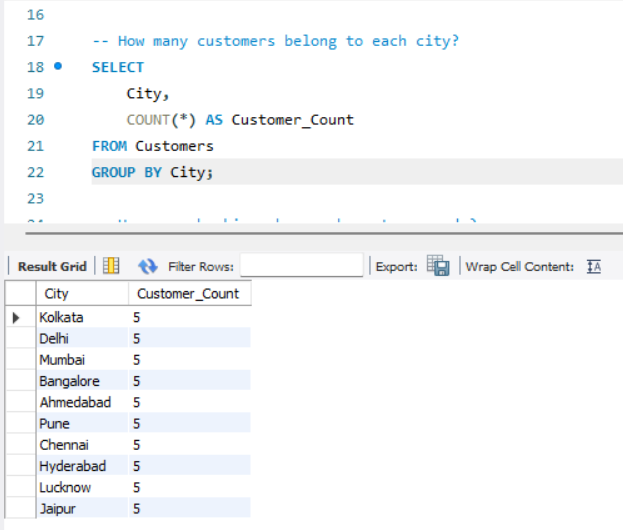 16
17 -- How many customers belong to each city?
18 SELECT
19 City,
20 COUNT(*) AS Customer_Count
21 FROM Customers
22 GROUP BY City;
23
Result Grid Filter Rows: Export: Wrap Cell Content: IA
City Customer_Count
Kolkata 5
Delhi 5
Mumbai 5
Bangalore 5
Ahmedabad 5
Pune 5
Chennai 5
Hyderabad 5
Lucknow 5
Jaipur 5